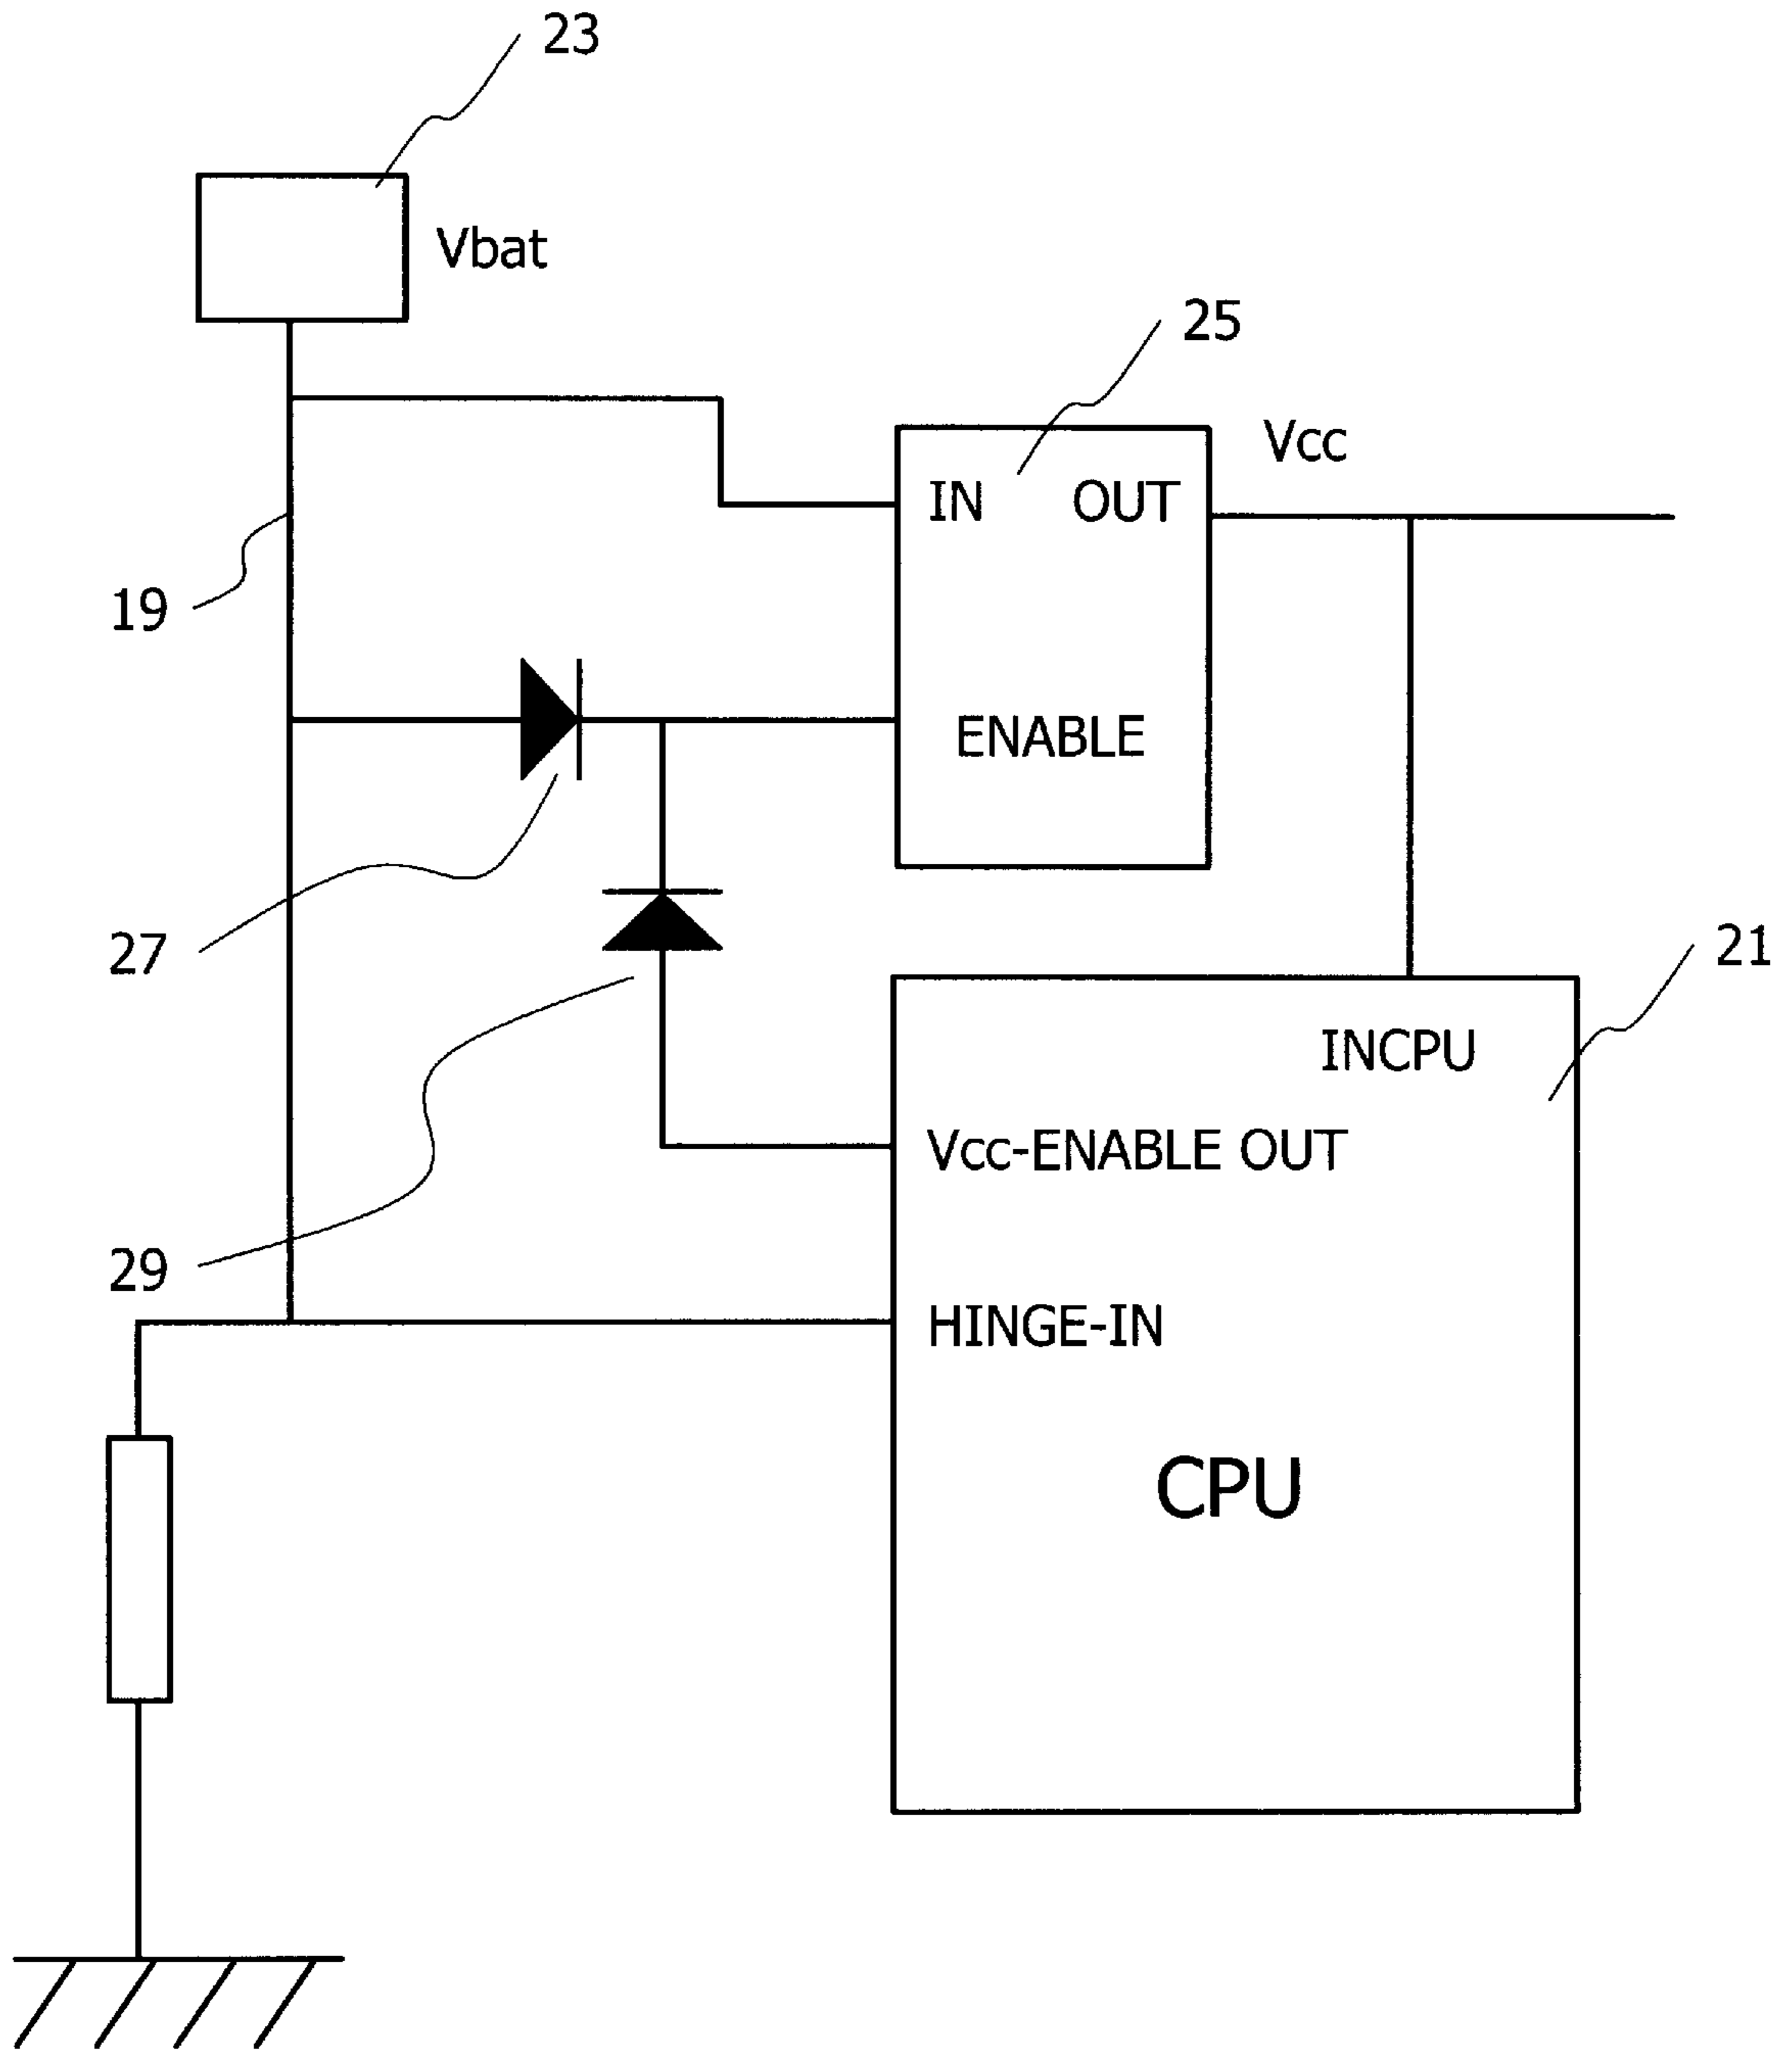 23
Vbat
25
Vcc
IN OUT
19
ENABLE
27
21
INCPU
Vcc-ENABLE OUT
29
HINGE-IN
CPU